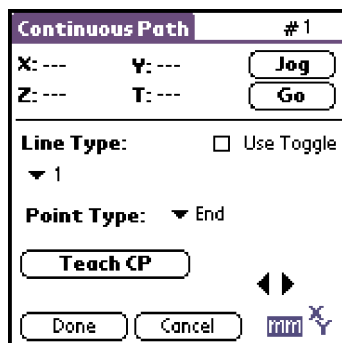 Continuous Path #1
X: --- Y: --- Jog
Z: --- T: --- Go
Line Type: Use Toggle
1
Point Type: End
Teach CP
Done Cancel mm X Y